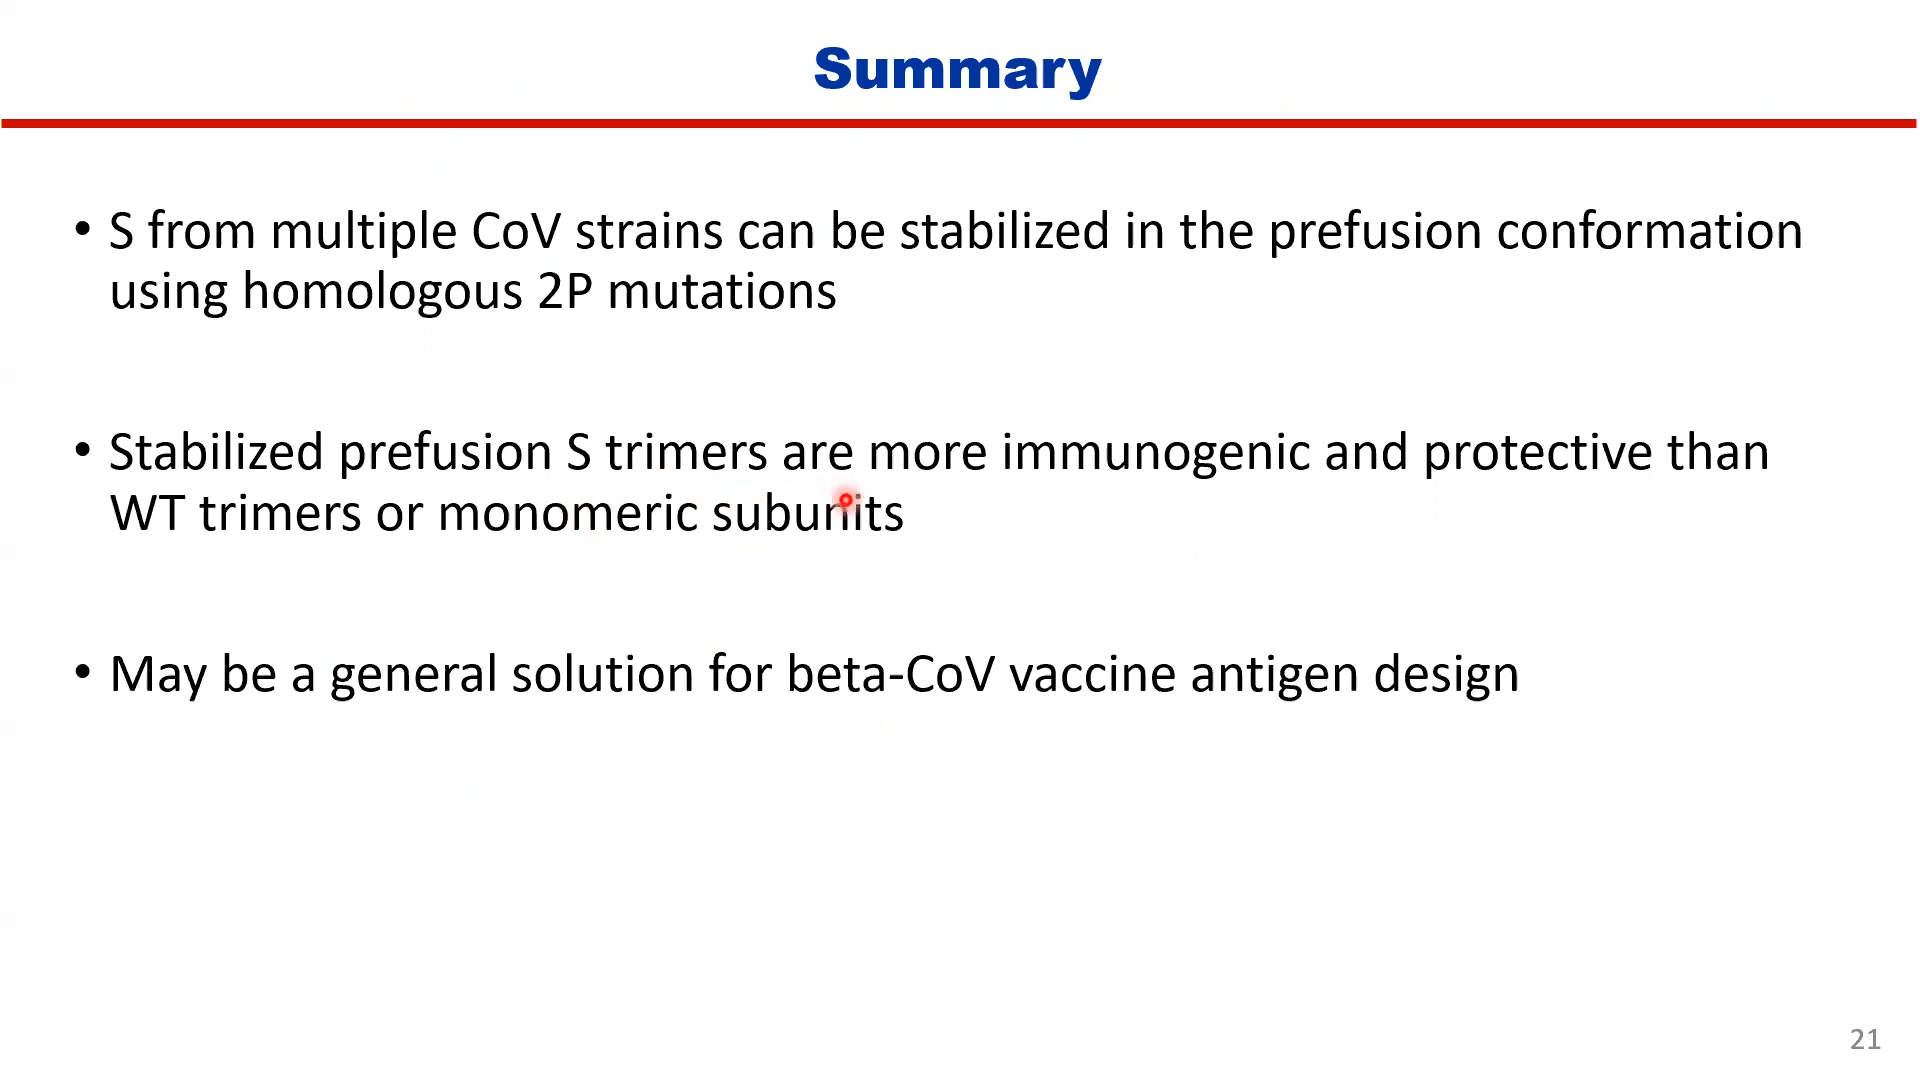 Summary
• S from multiple CoV strains can be stabilized in the prefusion conformation
using homologous 2P mutations
• Stabilized prefusion S trimers are more immunogenic and protective than
WT trimers or monomeric subunits
• May be a general solution for beta-CoV vaccine antigen design
21